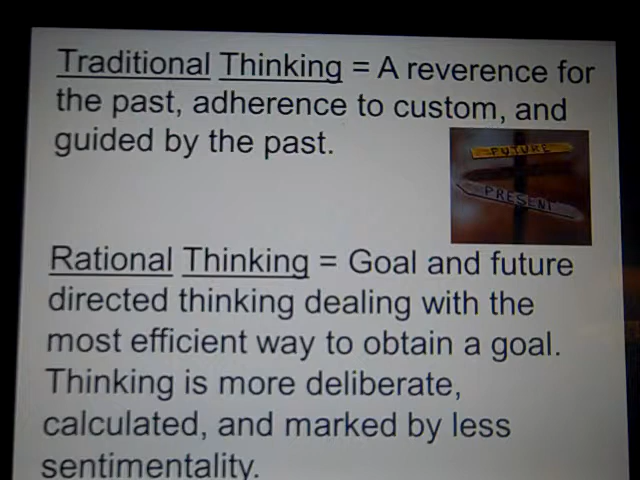 Traditional Thinking = A reverence for
the past, adherence to custom, and
guided by the past.
FUTURE
PRESENT
Rational Thinking = Goal and future
directed thinking dealing with the
most efficient way to obtain a goal.
Thinking is more deliberate,
calculated, and marked by less
sentimentality.